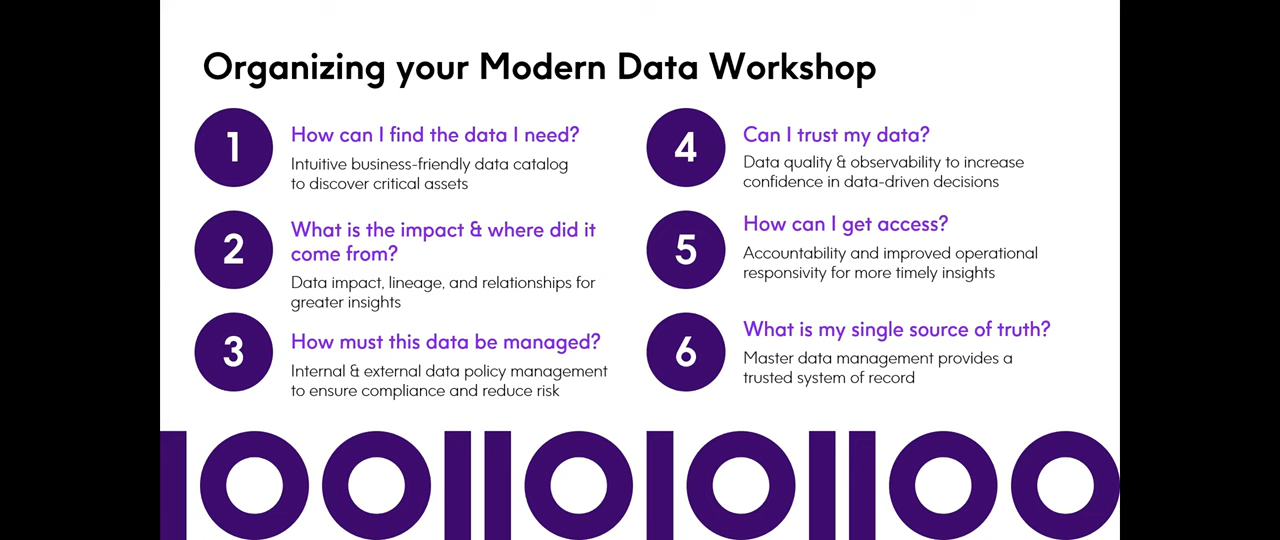 Organizing your Modern Data Workshop
1
How can I find the data I need?
Intuitive business-friendly data catalog
to discover critical assets
2
What is the impact & where did it
come from?
Data impact, lineage, and relationships for
greater insights
3
How must this data be managed?
Internal & external data policy management
to ensure compliance and reduce risk
4
Can I trust my data?
Data quality & observability to increase
confidence in data-driven decisions
5
How can I get access?
Accountability and improved operational
responsivity for more timely insights
6
What is my single source of truth?
Master data management provides a
trusted system of record
100110101100